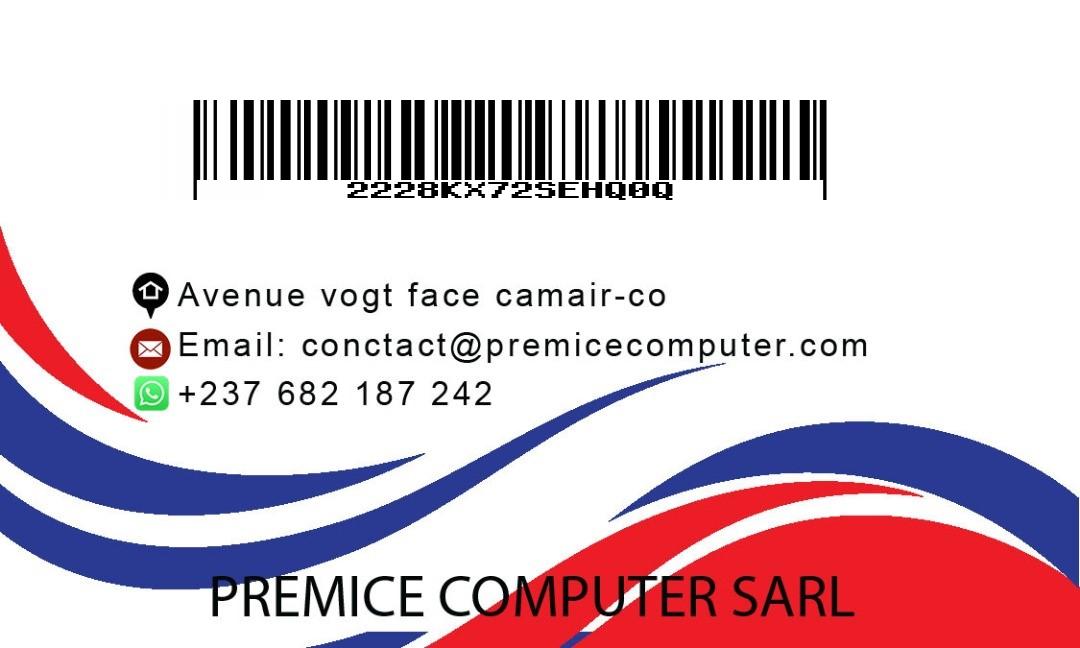 2228KX72SEHQ0Q
Avenue vogt face camair-co
Email: conctact@premicecomputer.com
+237 682 187 242
PREMICE COMPUTER SARL